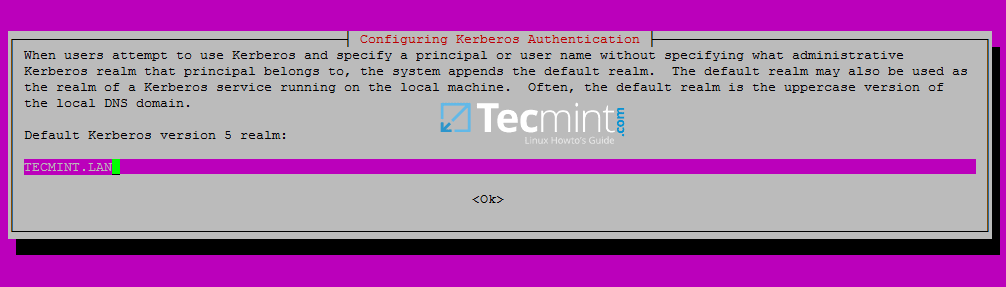 Configuring Kerberos Authentication
When users attempt to use Kerberos and specify a principal or user name without specifying what administrative
Kerberos realm that principal belongs to, the system appends the default realm.  The default realm may also be used as
the realm of a Kerberos service running on the local machine.  Often, the default realm is the uppercase version of
the local DNS domain.
Tecmint.com
Linux Howto's Guide
Default Kerberos version 5 realm:
TECMINT.LAN
<Ok>